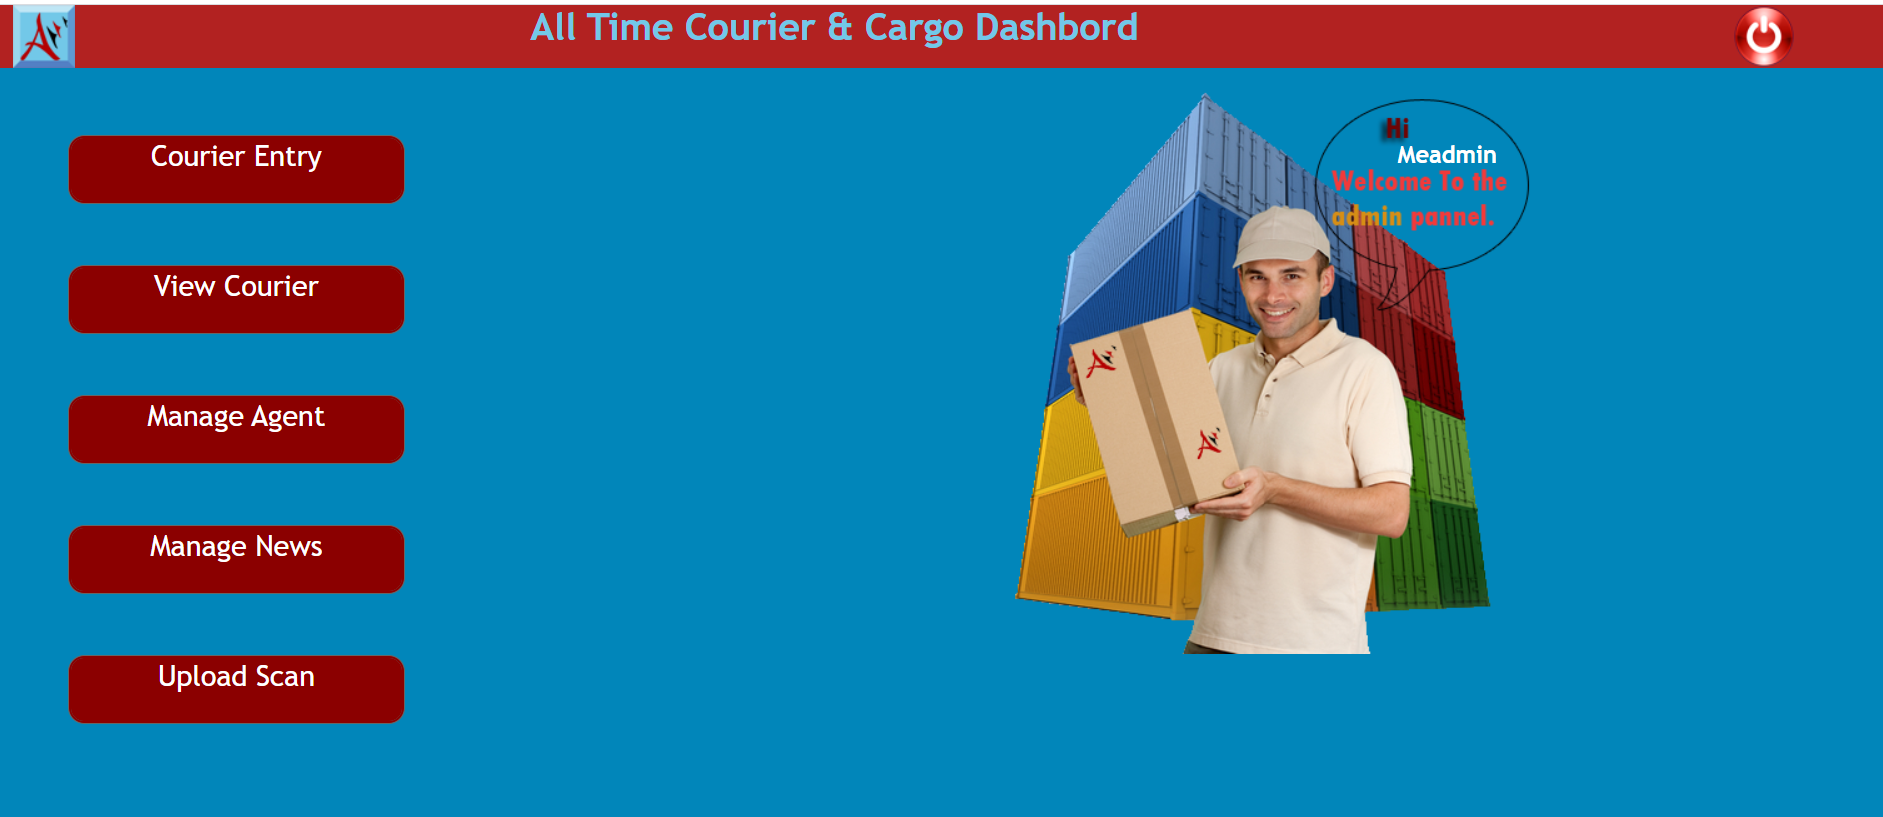 All Time Courier & Cargo Dashbord
Hi
Meadmin
Welcome To the
admin pannel.
Courier Entry
View Courier
Manage Agent
Manage News
Upload Scan